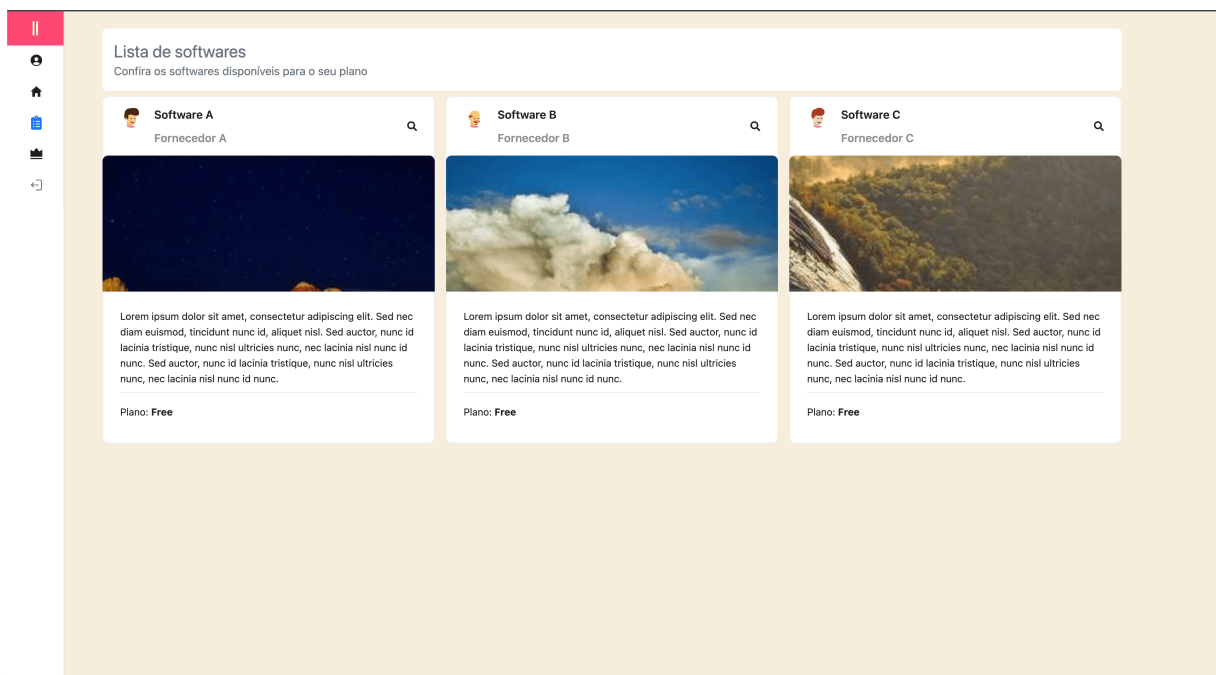 Lista de softwares
Confira os softwares disponíveis para o seu plano
Software A
Fornecedor A
Lorem ipsum dolor sit amet, consectetur adipiscing elit. Sed nec
diam euismod, tincidunt nunc id, aliquet nisl. Sed auctor, nunc id
lacinia tristique, nunc nisl ultricies nunc, nec lacinia nisl nunc id
nunc. Sed auctor, nunc id lacinia tristique, nunc nisl ultricies
nunc, nec lacinia nisl nunc id nunc.
Plano: Free
Software B
Fornecedor B
Lorem ipsum dolor sit amet, consectetur adipiscing elit. Sed nec
diam euismod, tincidunt nunc id, aliquet nisl. Sed auctor, nunc id
lacinia tristique, nunc nisl ultricies nunc, nec lacinia nisl nunc id
nunc. Sed auctor, nunc id lacinia tristique, nunc nisl ultricies
nunc, nec lacinia nisl nunc id nunc.
Plano: Free
Software C
Fornecedor C
Lorem ipsum dolor sit amet, consectetur adipiscing elit. Sed nec
diam euismod, tincidunt nunc id, aliquet nisl. Sed auctor, nunc id
lacinia tristique, nunc nisl ultricies nunc, nec lacinia nisl nunc id
nunc. Sed auctor, nunc id lacinia tristique, nunc nisl ultricies
nunc, nec lacinia nisl nunc id nunc.
Plano: Free